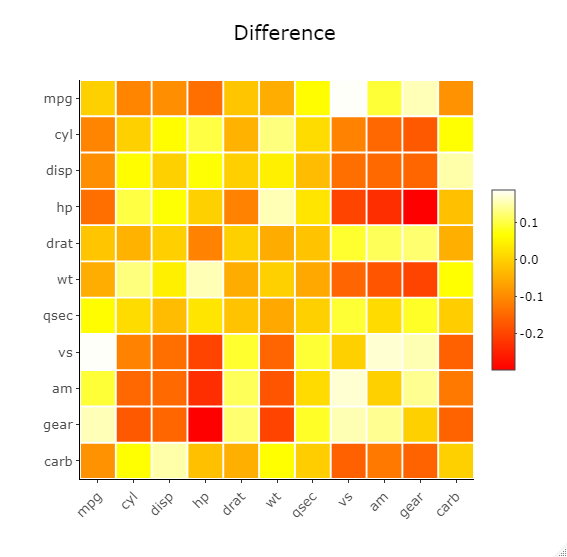 Difference
mpg
cyl
disp
hp
drat
wt
qsec
vs
am
gear
carb
0.1
0.0
-0.1
-0.2
mpg
cyl
disp
hp
drat
wt
qsec
vs
am
gear
carb